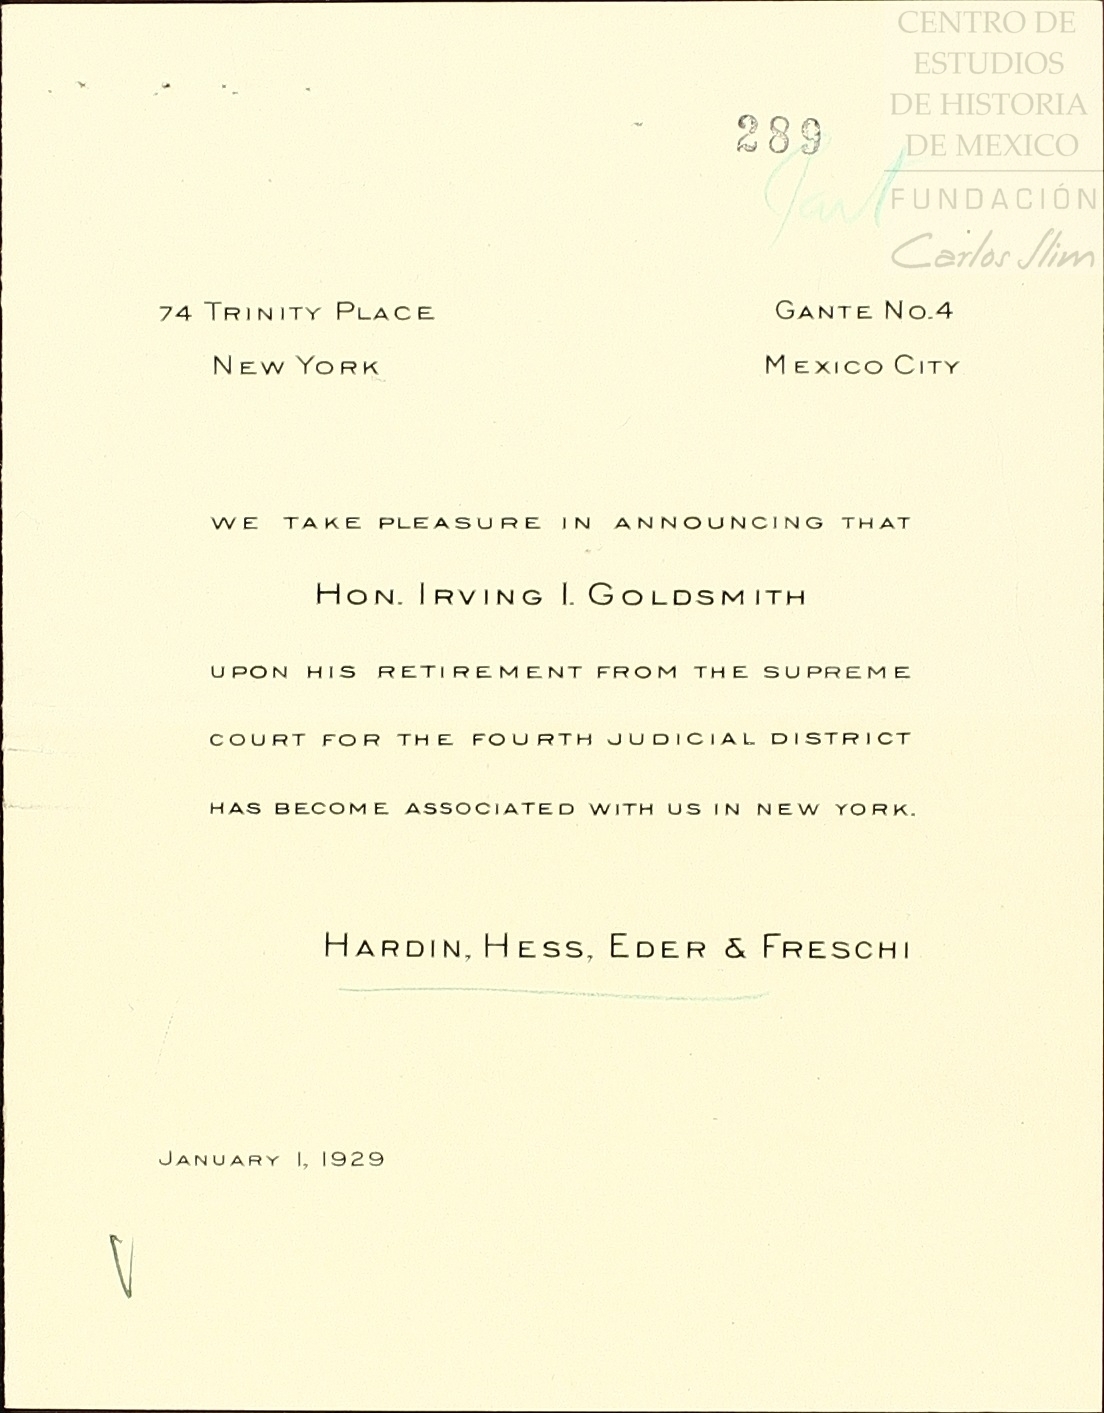 CENTRO DE
ESTUDIOS
DE HISTORIA
DE MEXICO
FUNDACIÓN
Carlos Slim
289
74 TRINITY PLACE
NEW YORK
GANTE NO.4
MEXICO CITY
WE TAKE PLEASURE IN ANNOUNCING THAT
HON. IRVING I. GOLDSMITH
UPON HIS RETIREMENT FROM THE SUPREME
COURT FOR THE FOURTH JUDICIAL DISTRICT
HAS BECOME ASSOCIATED WITH US IN NEW YORK.
HARDIN, HESS, EDER & FRESCHI
JANUARY 1, 1929